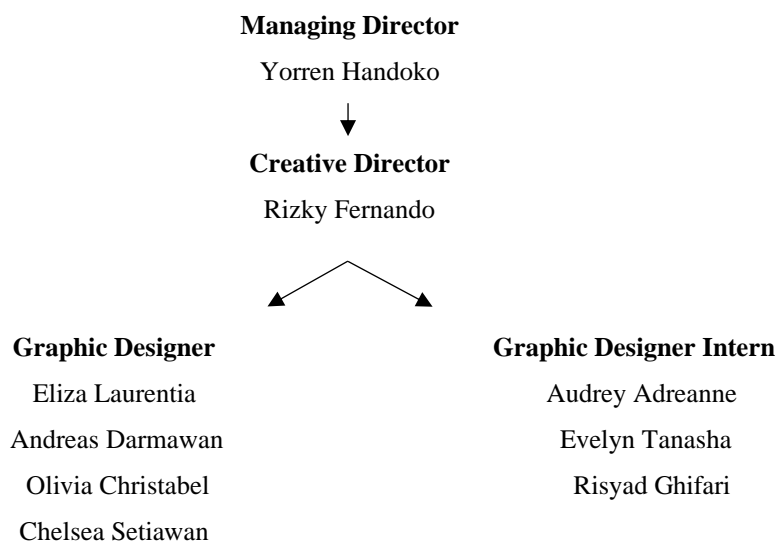 Managing Director
Yorren Handoko
Creative Director
Rizky Fernando
Graphic Designer
Eliza Laurentia
Andreas Darmawan
Olivia Christabel
Chelsea Setiawan
Graphic Designer Intern
Audrey Adreanne
Evelyn Tanasha
Risyad Ghifari